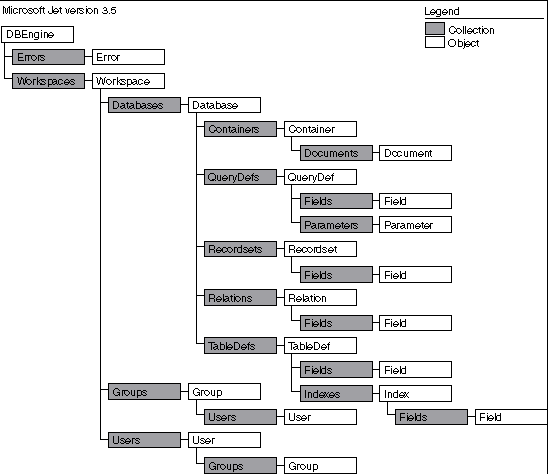 Microsoft Jet version 3.5
Legend
Collection
Object
DBEngine
Errors Error
Workspaces Workspace
Databases Database
Containers Container
Documents Document
QueryDefs QueryDef
Fields Field
Parameters Parameter
Recordsets Recordset
Fields Field
Relations Relation
Fields Field
TableDefs TableDef
Fields Field
Indexes Index
Fields Field
Groups Group
Users User
Users User
Groups Group